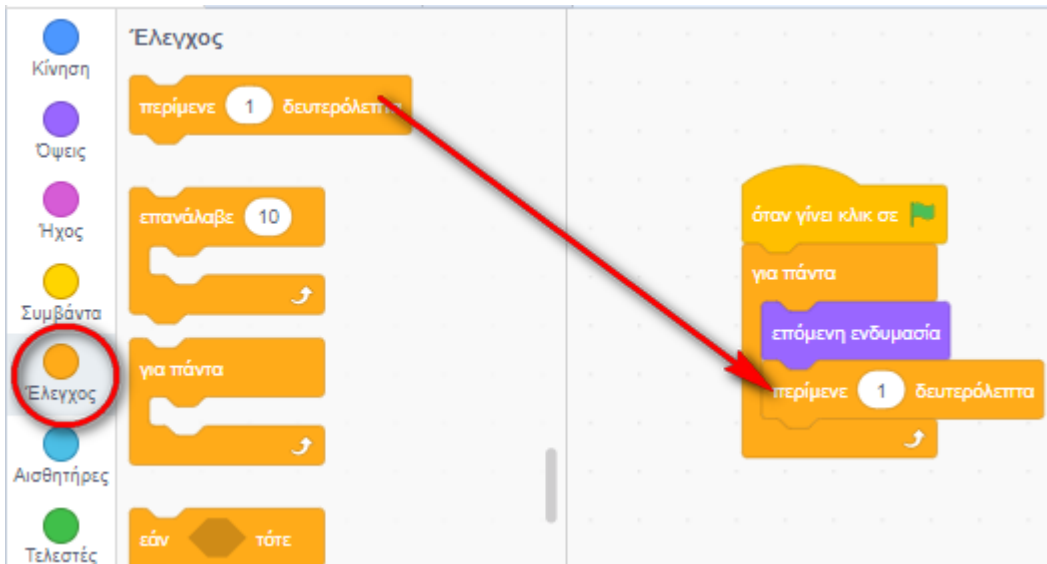 Κίνηση
Όψεις
Ήχος
Συμβάντα
Έλεγχος
Αισθητήρες
Τελεστές
Έλεγχος
περίμενε 1 δευτερόλεπτα
επανάλαβε 10
για πάντα
εάν τότε
όταν γίνει κλικ σε
για πάντα
επόμενη ενδυμασία
περίμενε 1 δευτερόλεπτα